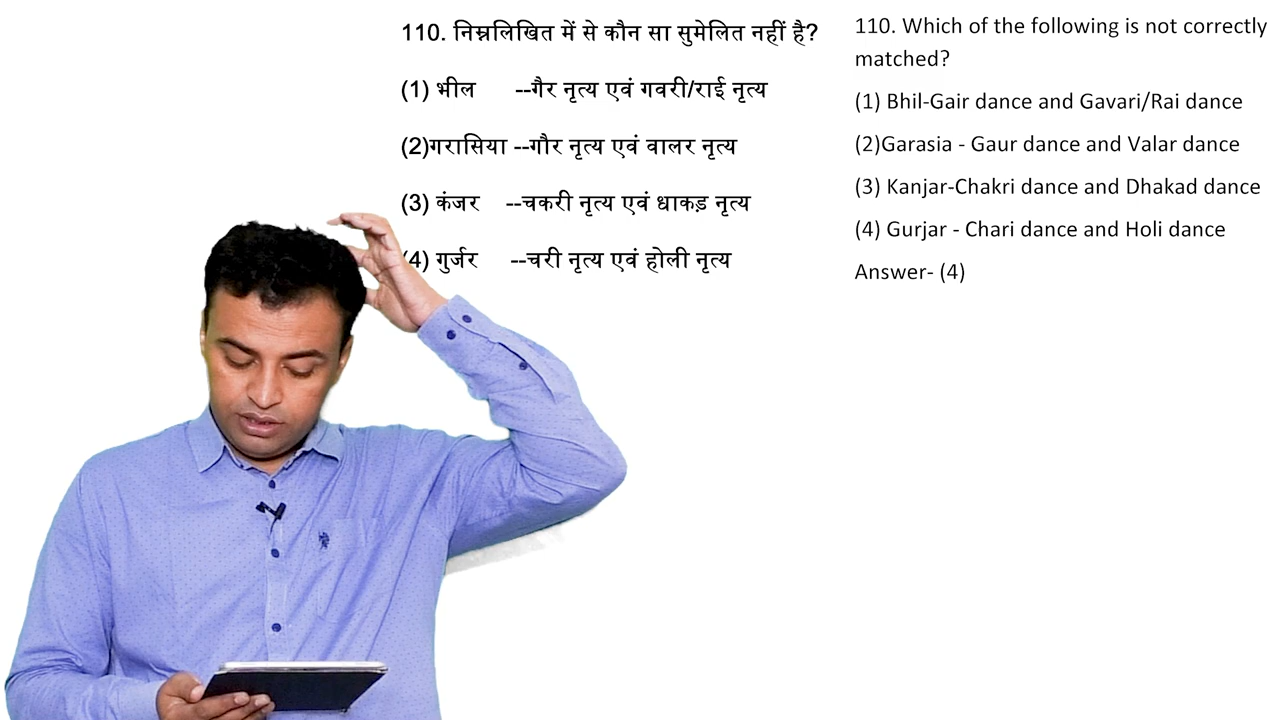 110. निम्नलिखित में से कौन सा सुमेलित नहीं है?
(1) भील --गैर नृत्य एवं गवरी/राई नृत्य
(2)गरासिया --गौर नृत्य एवं वालर नृत्य
(3) कंजर --चकरी नृत्य एवं धाकड़ नृत्य
(4) गुर्जर --चरी नृत्य एवं होली नृत्य
110. Which of the following is not correctly
matched?
(1) Bhil-Gair dance and Gavari/Rai dance
(2)Garasia - Gaur dance and Valar dance
(3) Kanjar-Chakri dance and Dhakad dance
(4) Gurjar - Chari dance and Holi dance
Answer- (4)